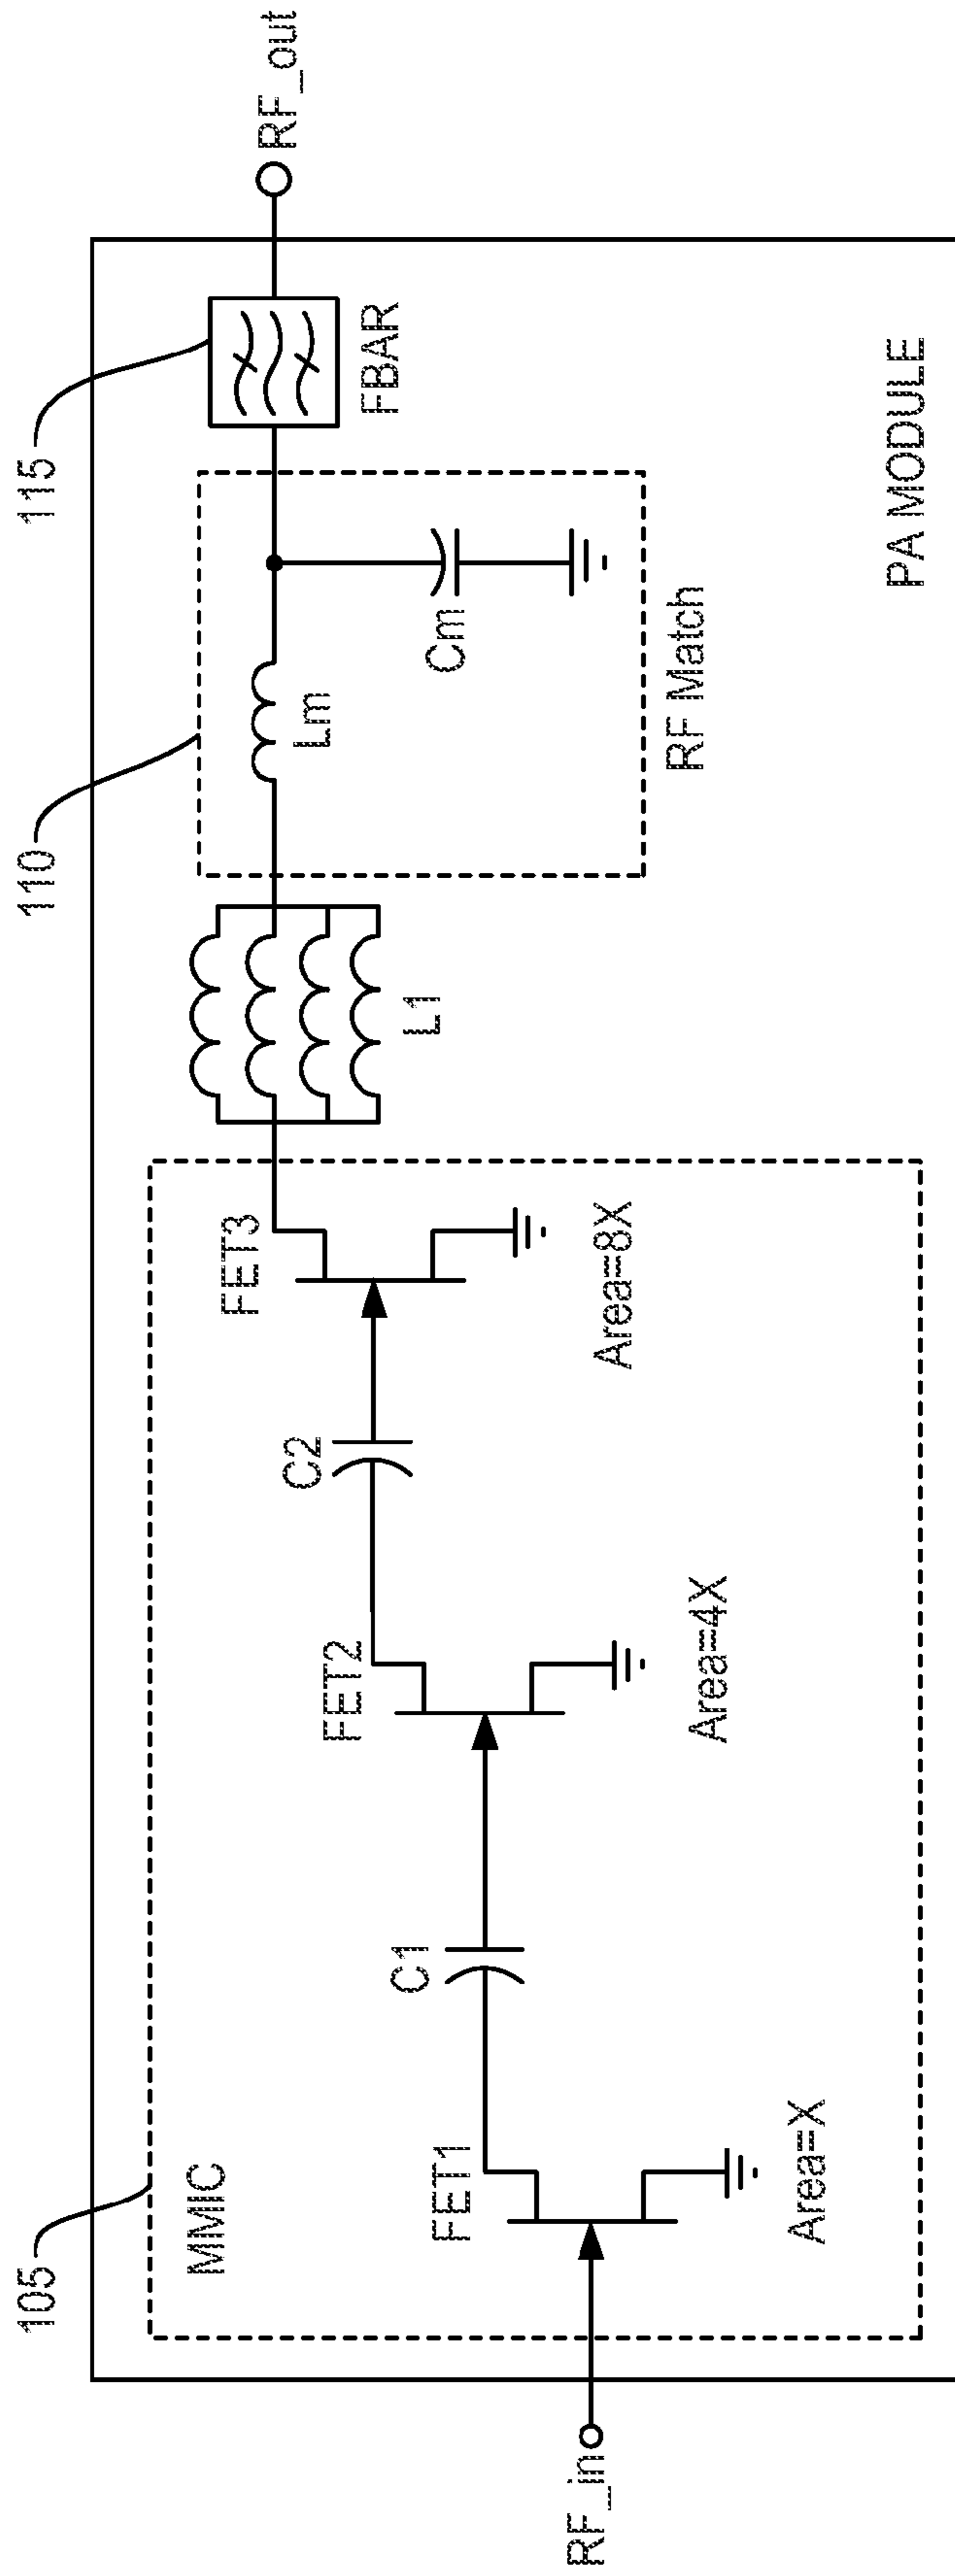 105
110
115
MMIC
FET1
C1
FET2
C2
FET3
L1
Lm
Cm
FBAR
RF_in
RF_out
Area=X
Area=4X
Area=8X
RF Match
PA MODULE